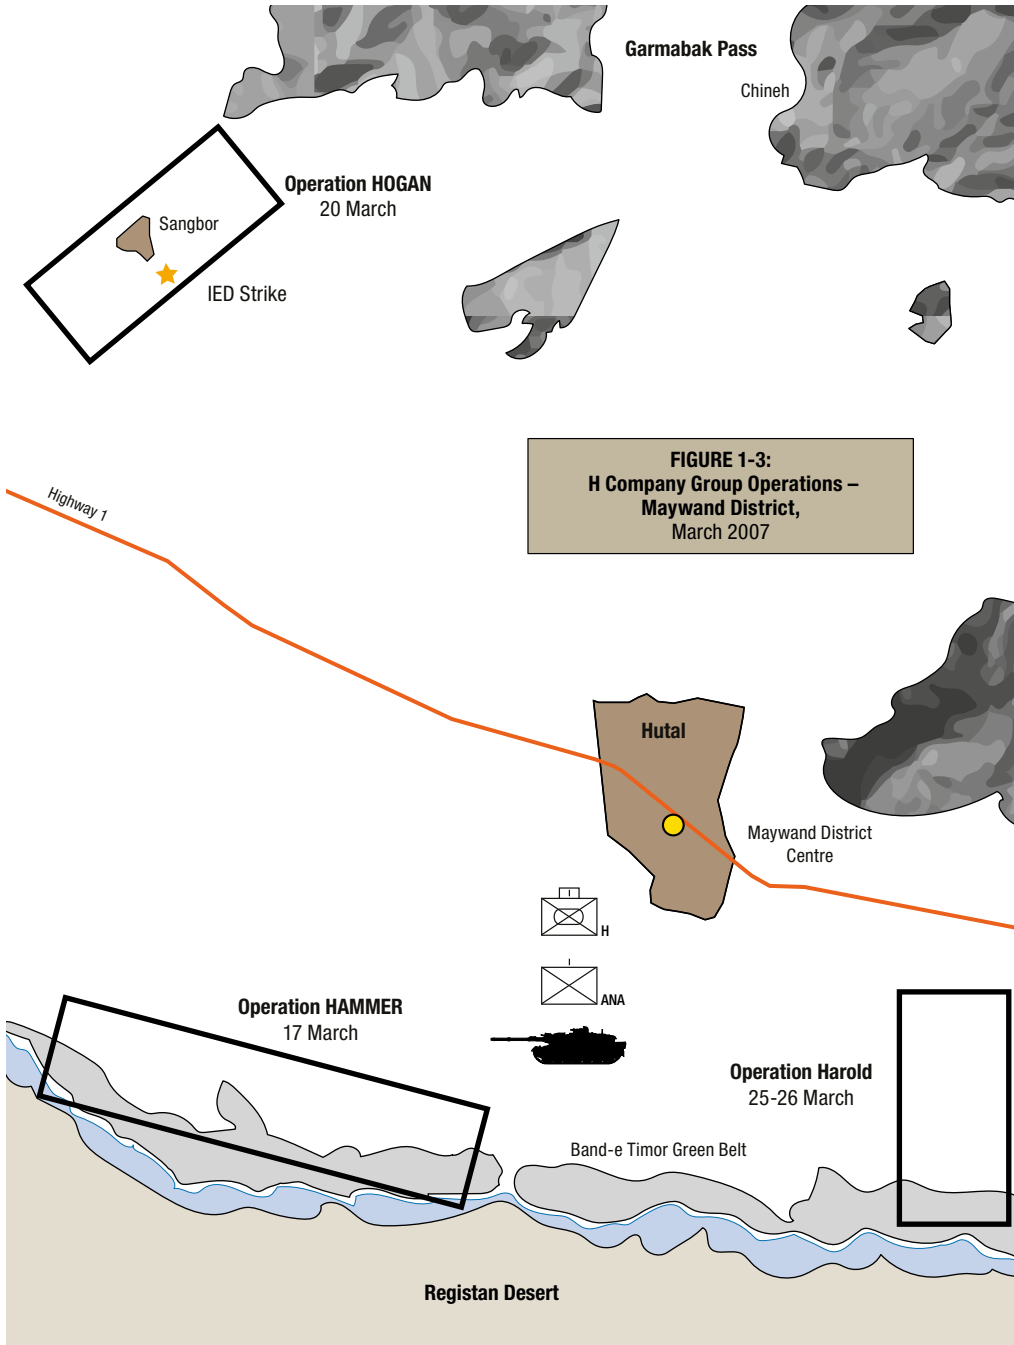 Garmabak Pass
Chineh
Operation HOGAN
20 March
Sangbor
IED Strike
FIGURE 1-3:
H Company Group Operations –
Maywand District,
March 2007
Highway 1
Hutal
Maywand District
Centre
H
ANA
Operation HAMMER
17 March
Operation Harold
25-26 March
Band-e Timor Green Belt
Registan Desert